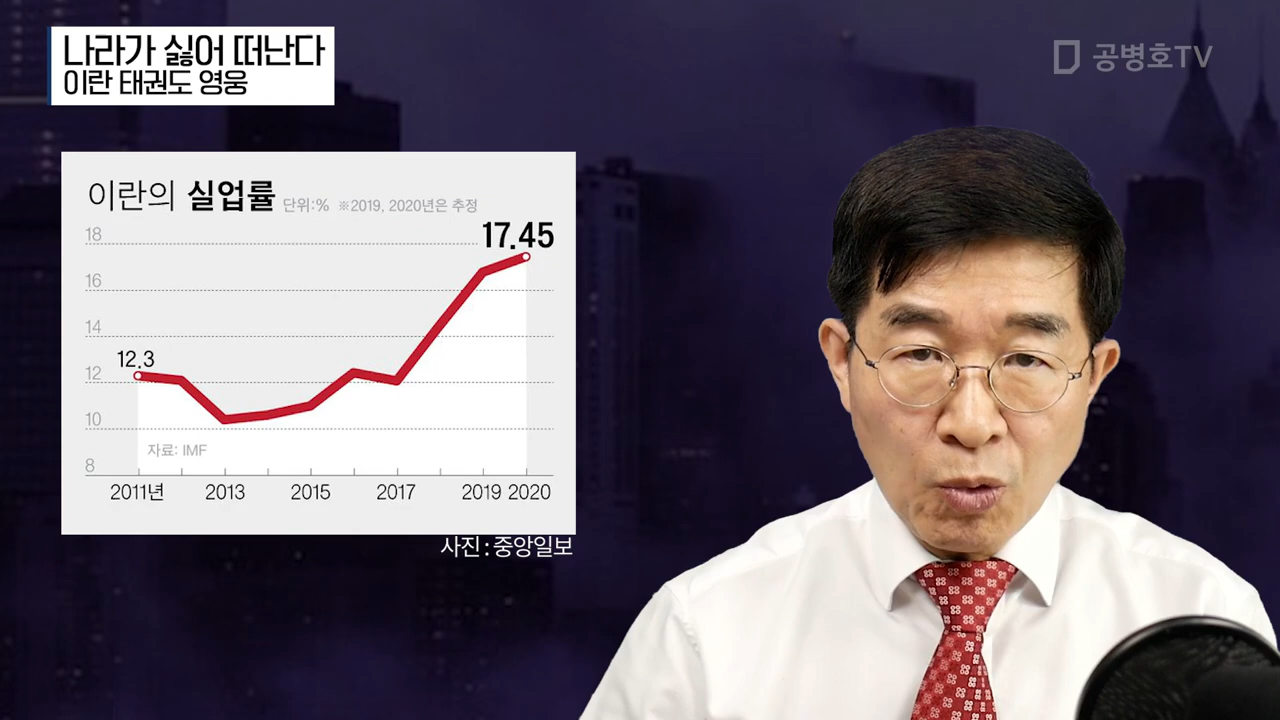 나라가 싫어 떠난다
이란 태권도 영웅
공병호TV
이란의 실업률 단위:% ※2019, 2020년은 추정
18
17.45
16
14
12.3
12
10
자료: IMF
8
2011년 2013 2015 2017 2019 2020
사진:중앙일보